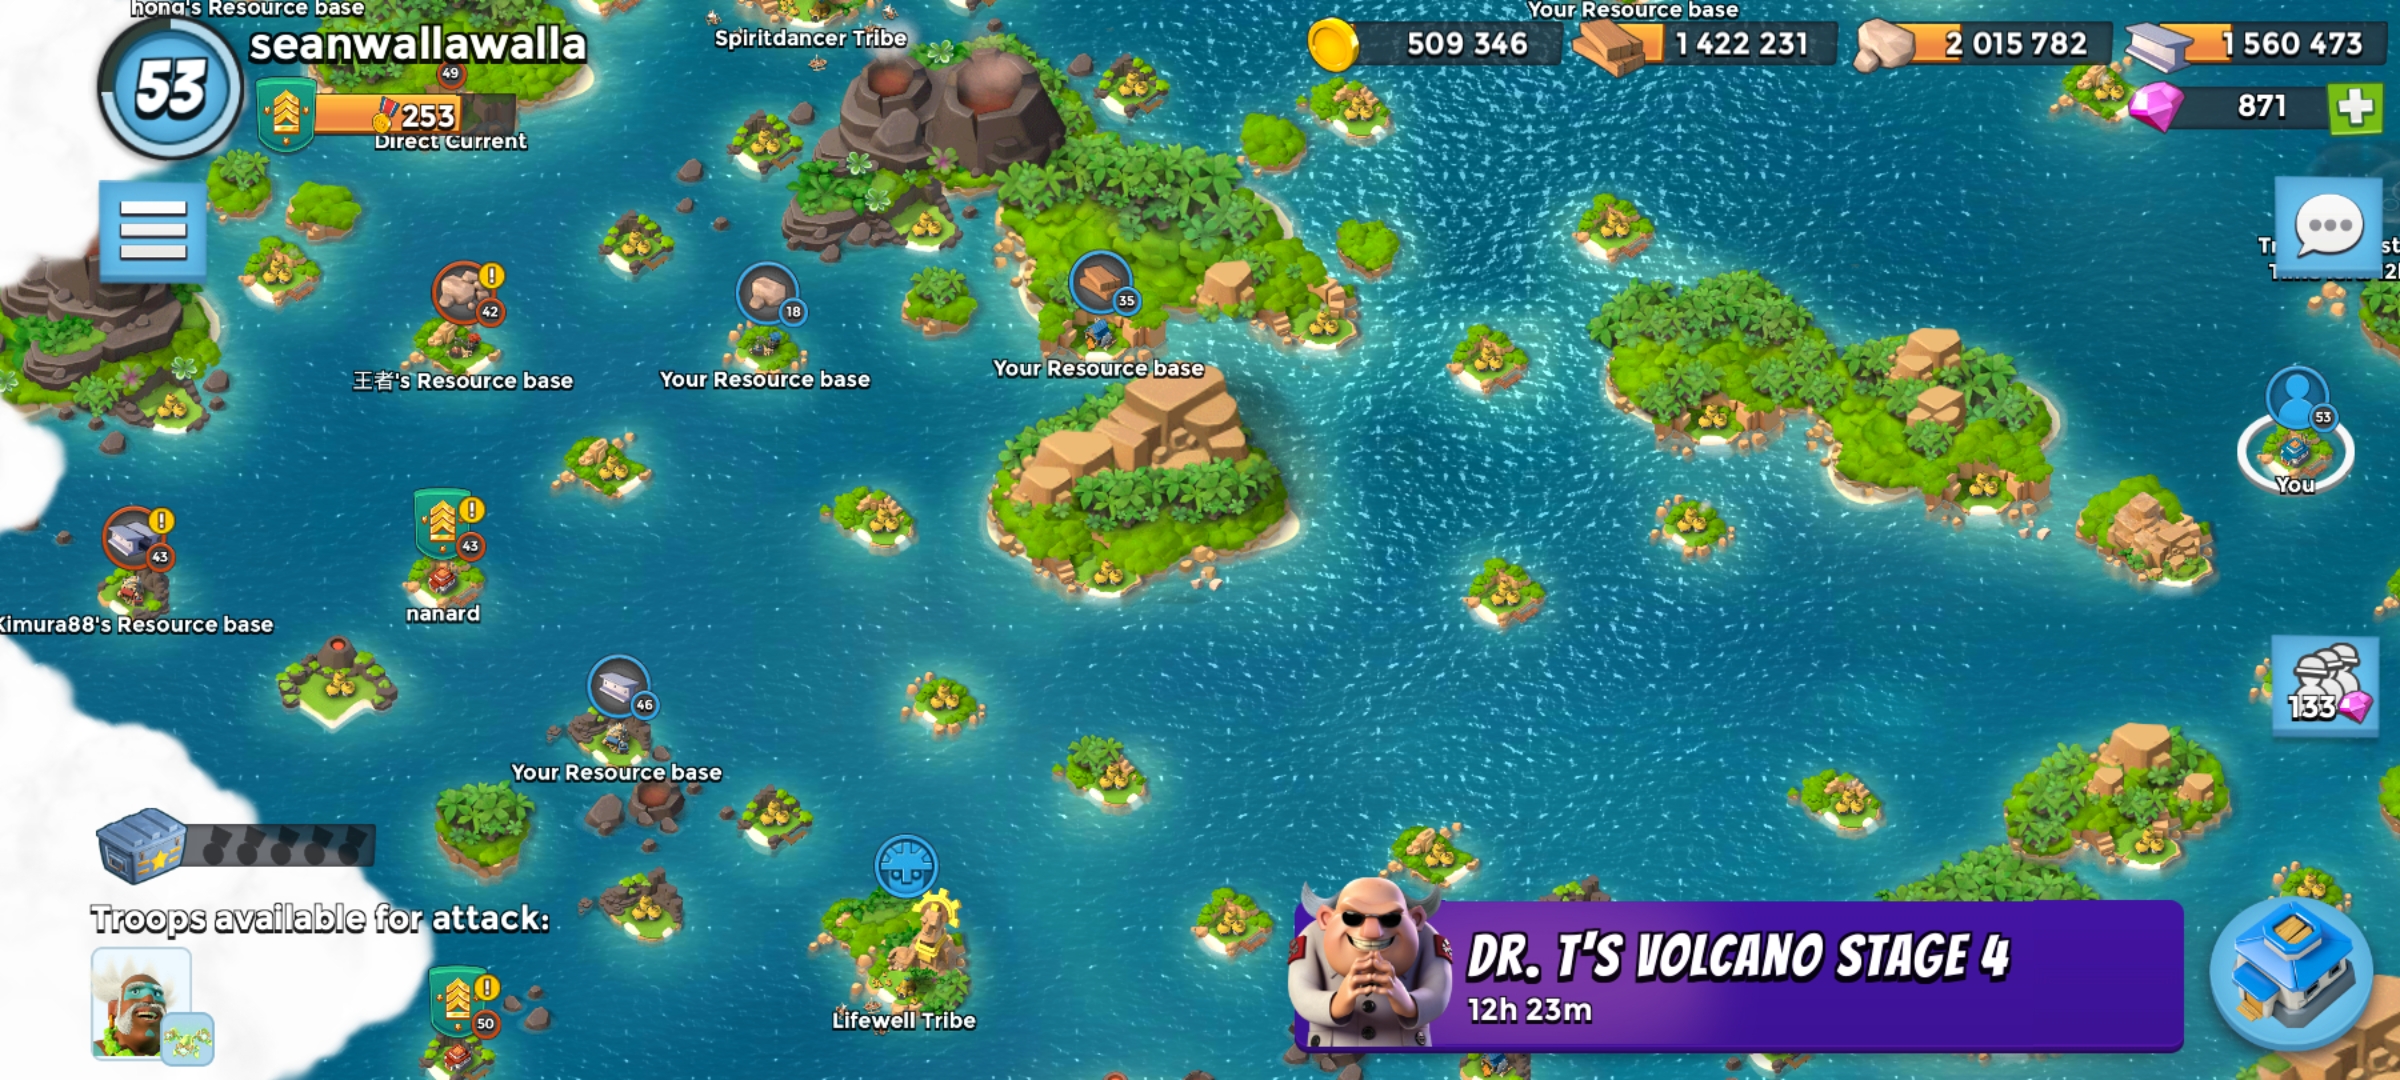 hong's Resource base
Spiritdancer Tribe
Your Resource base
53
seanwallawalla
49
253
Direct Current
509 346
1 422 231
2 015 782
1 560 473
871
42
王者's Resource base
18
Your Resource base
35
Your Resource base
53
You
43
Kimura88's Resource base
43
nanard
46
Your Resource base
133
Troops available for attack:
50
Lifewell Tribe
DR. T'S VOLCANO STAGE 4
12h 23m